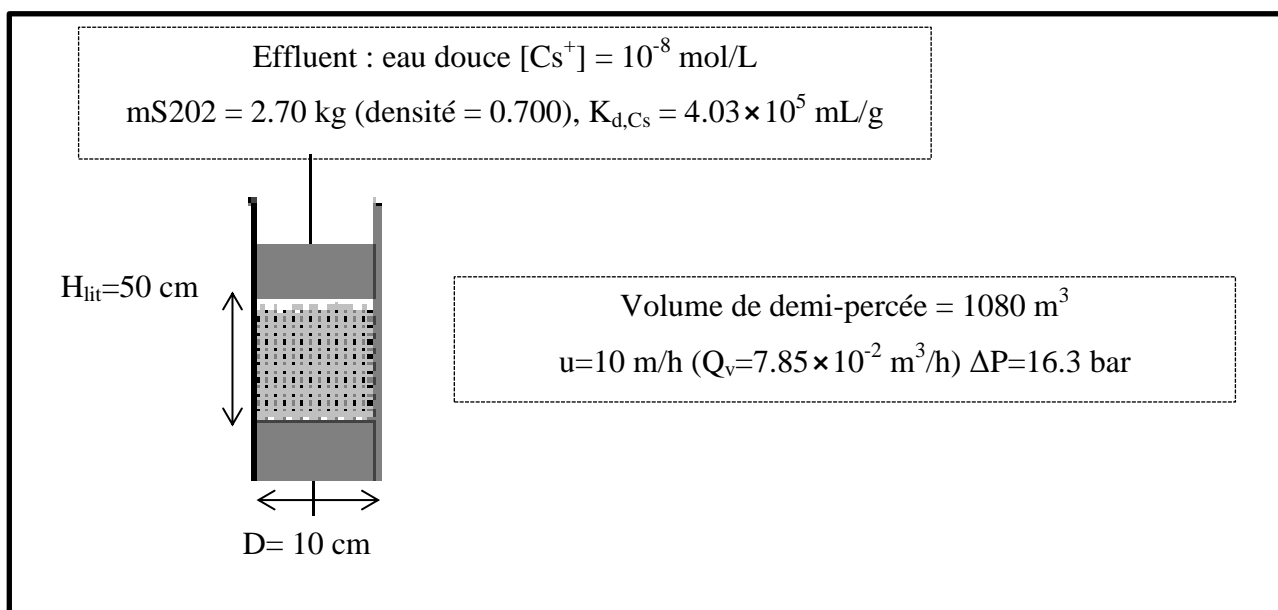 Effluent : eau douce [Cs⁺] = 10⁻⁸ mol/L
mS202 = 2.70 kg (densité = 0.700), K_d,Cs = 4.03×10⁵ mL/g
H_lit=50 cm
Volume de demi-percée = 1080 m³
u=10 m/h (Q_v=7.85×10⁻² m³/h) ΔP=16.3 bar
D= 10 cm